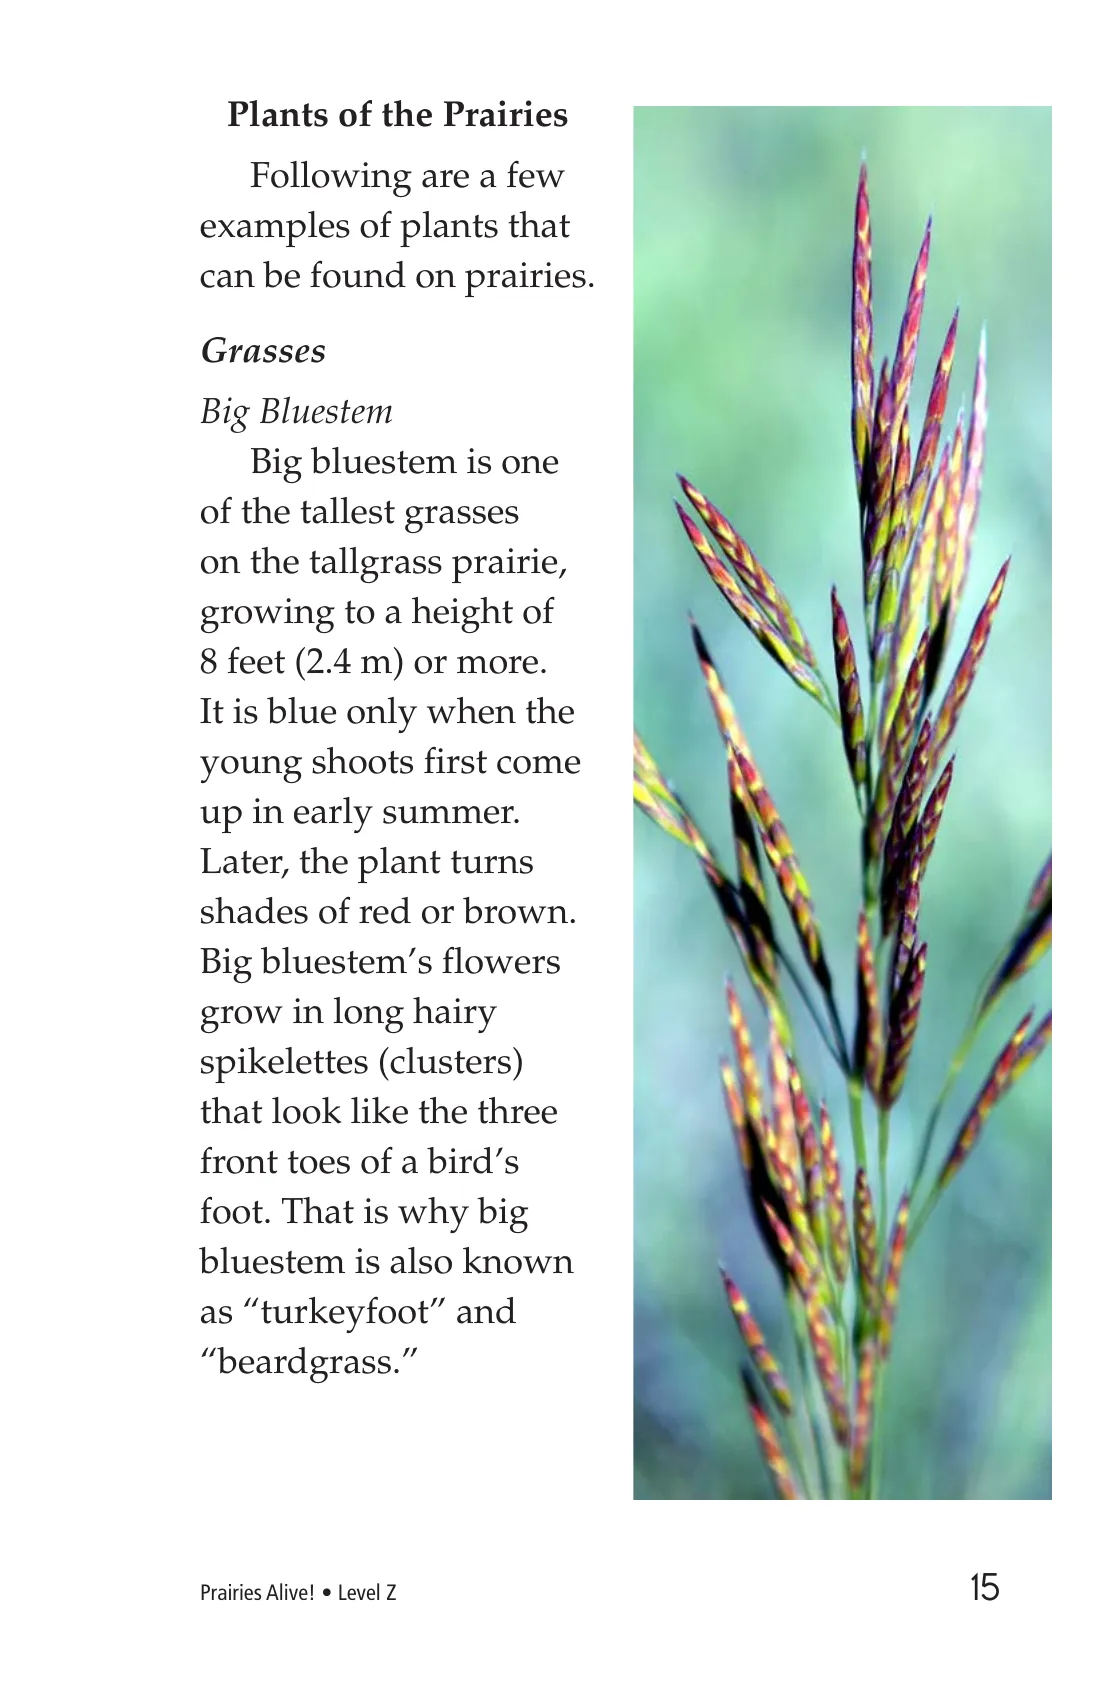 Plants of the Prairies
Following are a few
examples of plants that
can be found on prairies.
Grasses
Big Bluestem
Big bluestem is one
of the tallest grasses
on the tallgrass prairie,
growing to a height of
8 feet (2.4 m) or more.
It is blue only when the
young shoots first come
up in early summer.
Later, the plant turns
shades of red or brown.
Big bluestem’s flowers
grow in long hairy
spikelettes (clusters)
that look like the three
front toes of a bird’s
foot. That is why big
bluestem is also known
as “turkeyfoot” and
“beardgrass.”
Prairies Alive! • Level Z
15